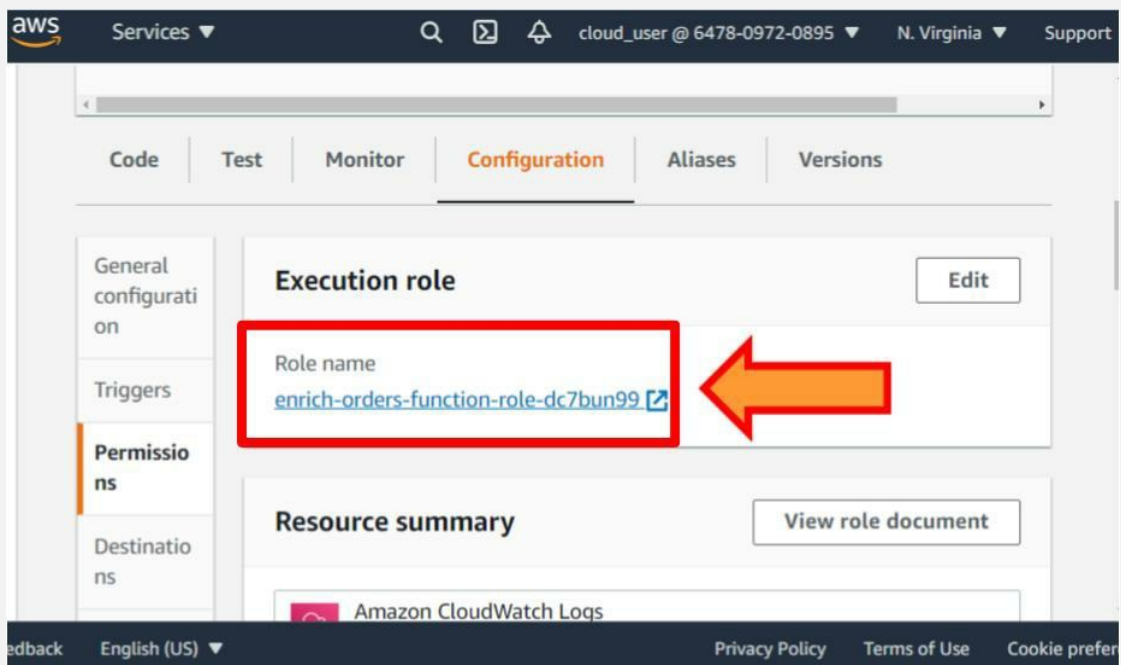 aws Services ▼ cloud_user @ 6478-0972-0895 ▼ N. Virginia ▼ Support
Code Test Monitor Configuration Aliases Versions
General
configurati
on
Triggers
Permissio
ns
Destinatio
ns
Execution role Edit
Role name
enrich-orders-function-role-dc7bun99
Resource summary View role document
Amazon CloudWatch Logs
edback English (US) ▼ Privacy Policy Terms of Use Cookie prefer